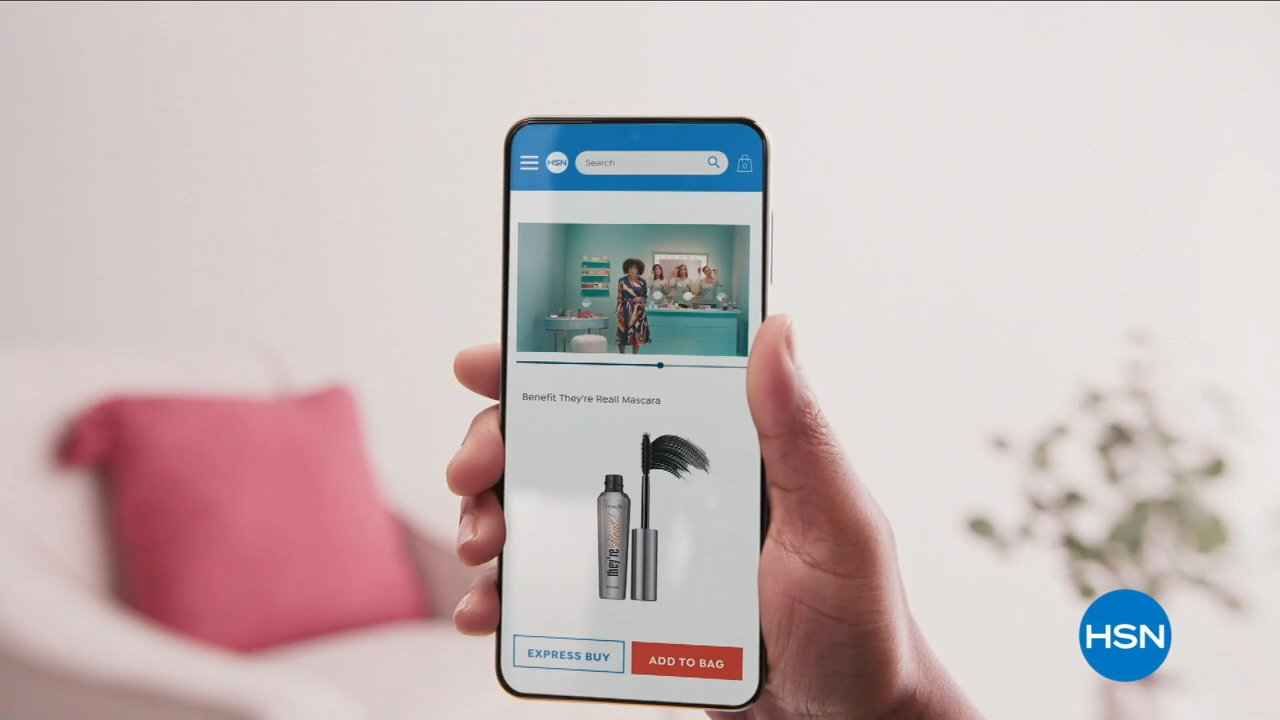 HSN
Search
0
Benefit They're Real! Mascara
benefit
they're Real!
EXPRESS BUY
ADD TO BAG
HSN